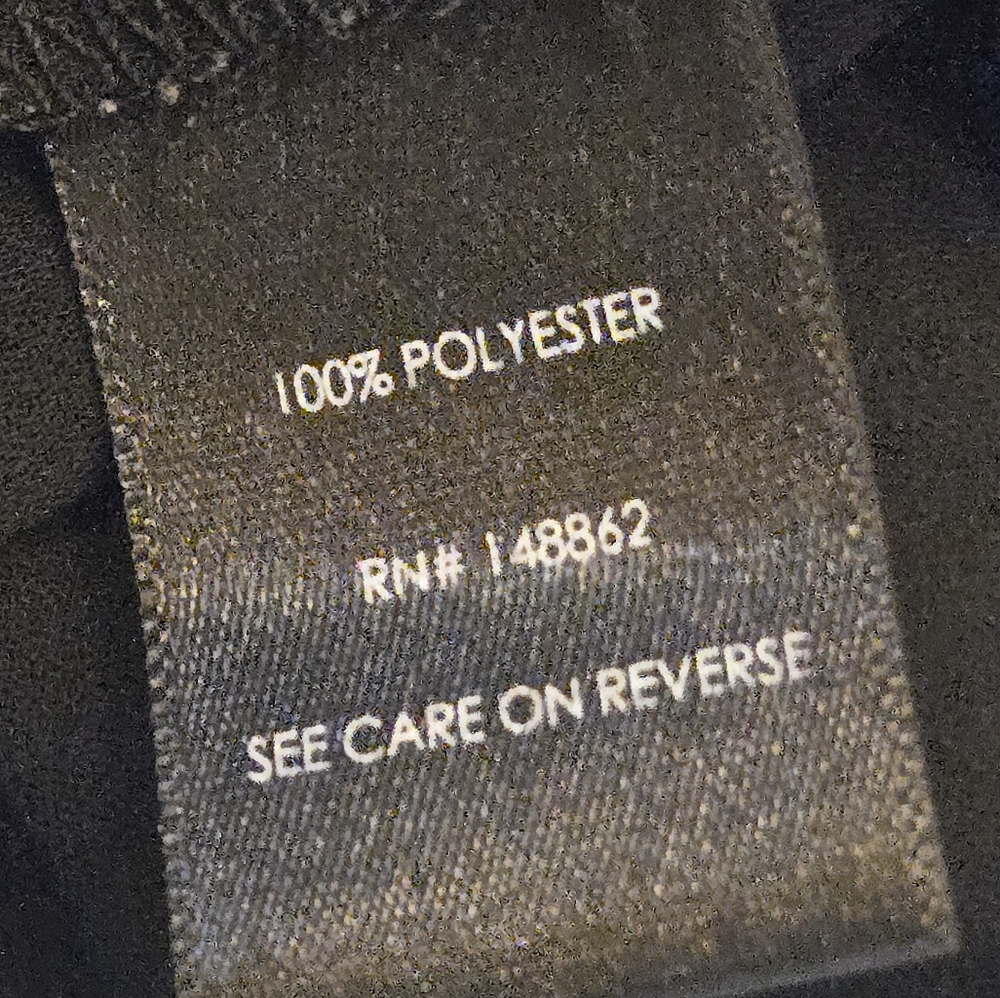 100% POLYESTER
RN# 148862
SEE CARE ON REVERSE